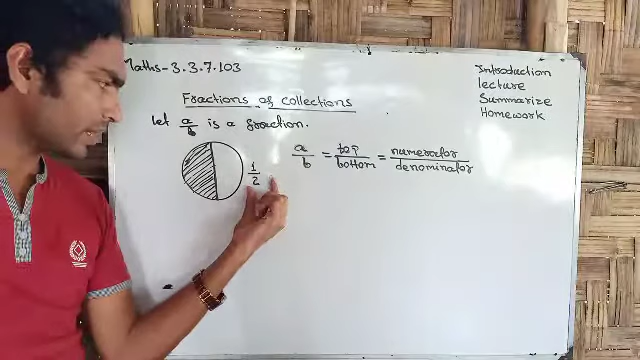 Maths-3.3.7.103
Introduction
lecture
Summarize
Homework
Fractions of collections
let a/b is a fraction.
a/b = top/bottom = numerator/denominator
1/2